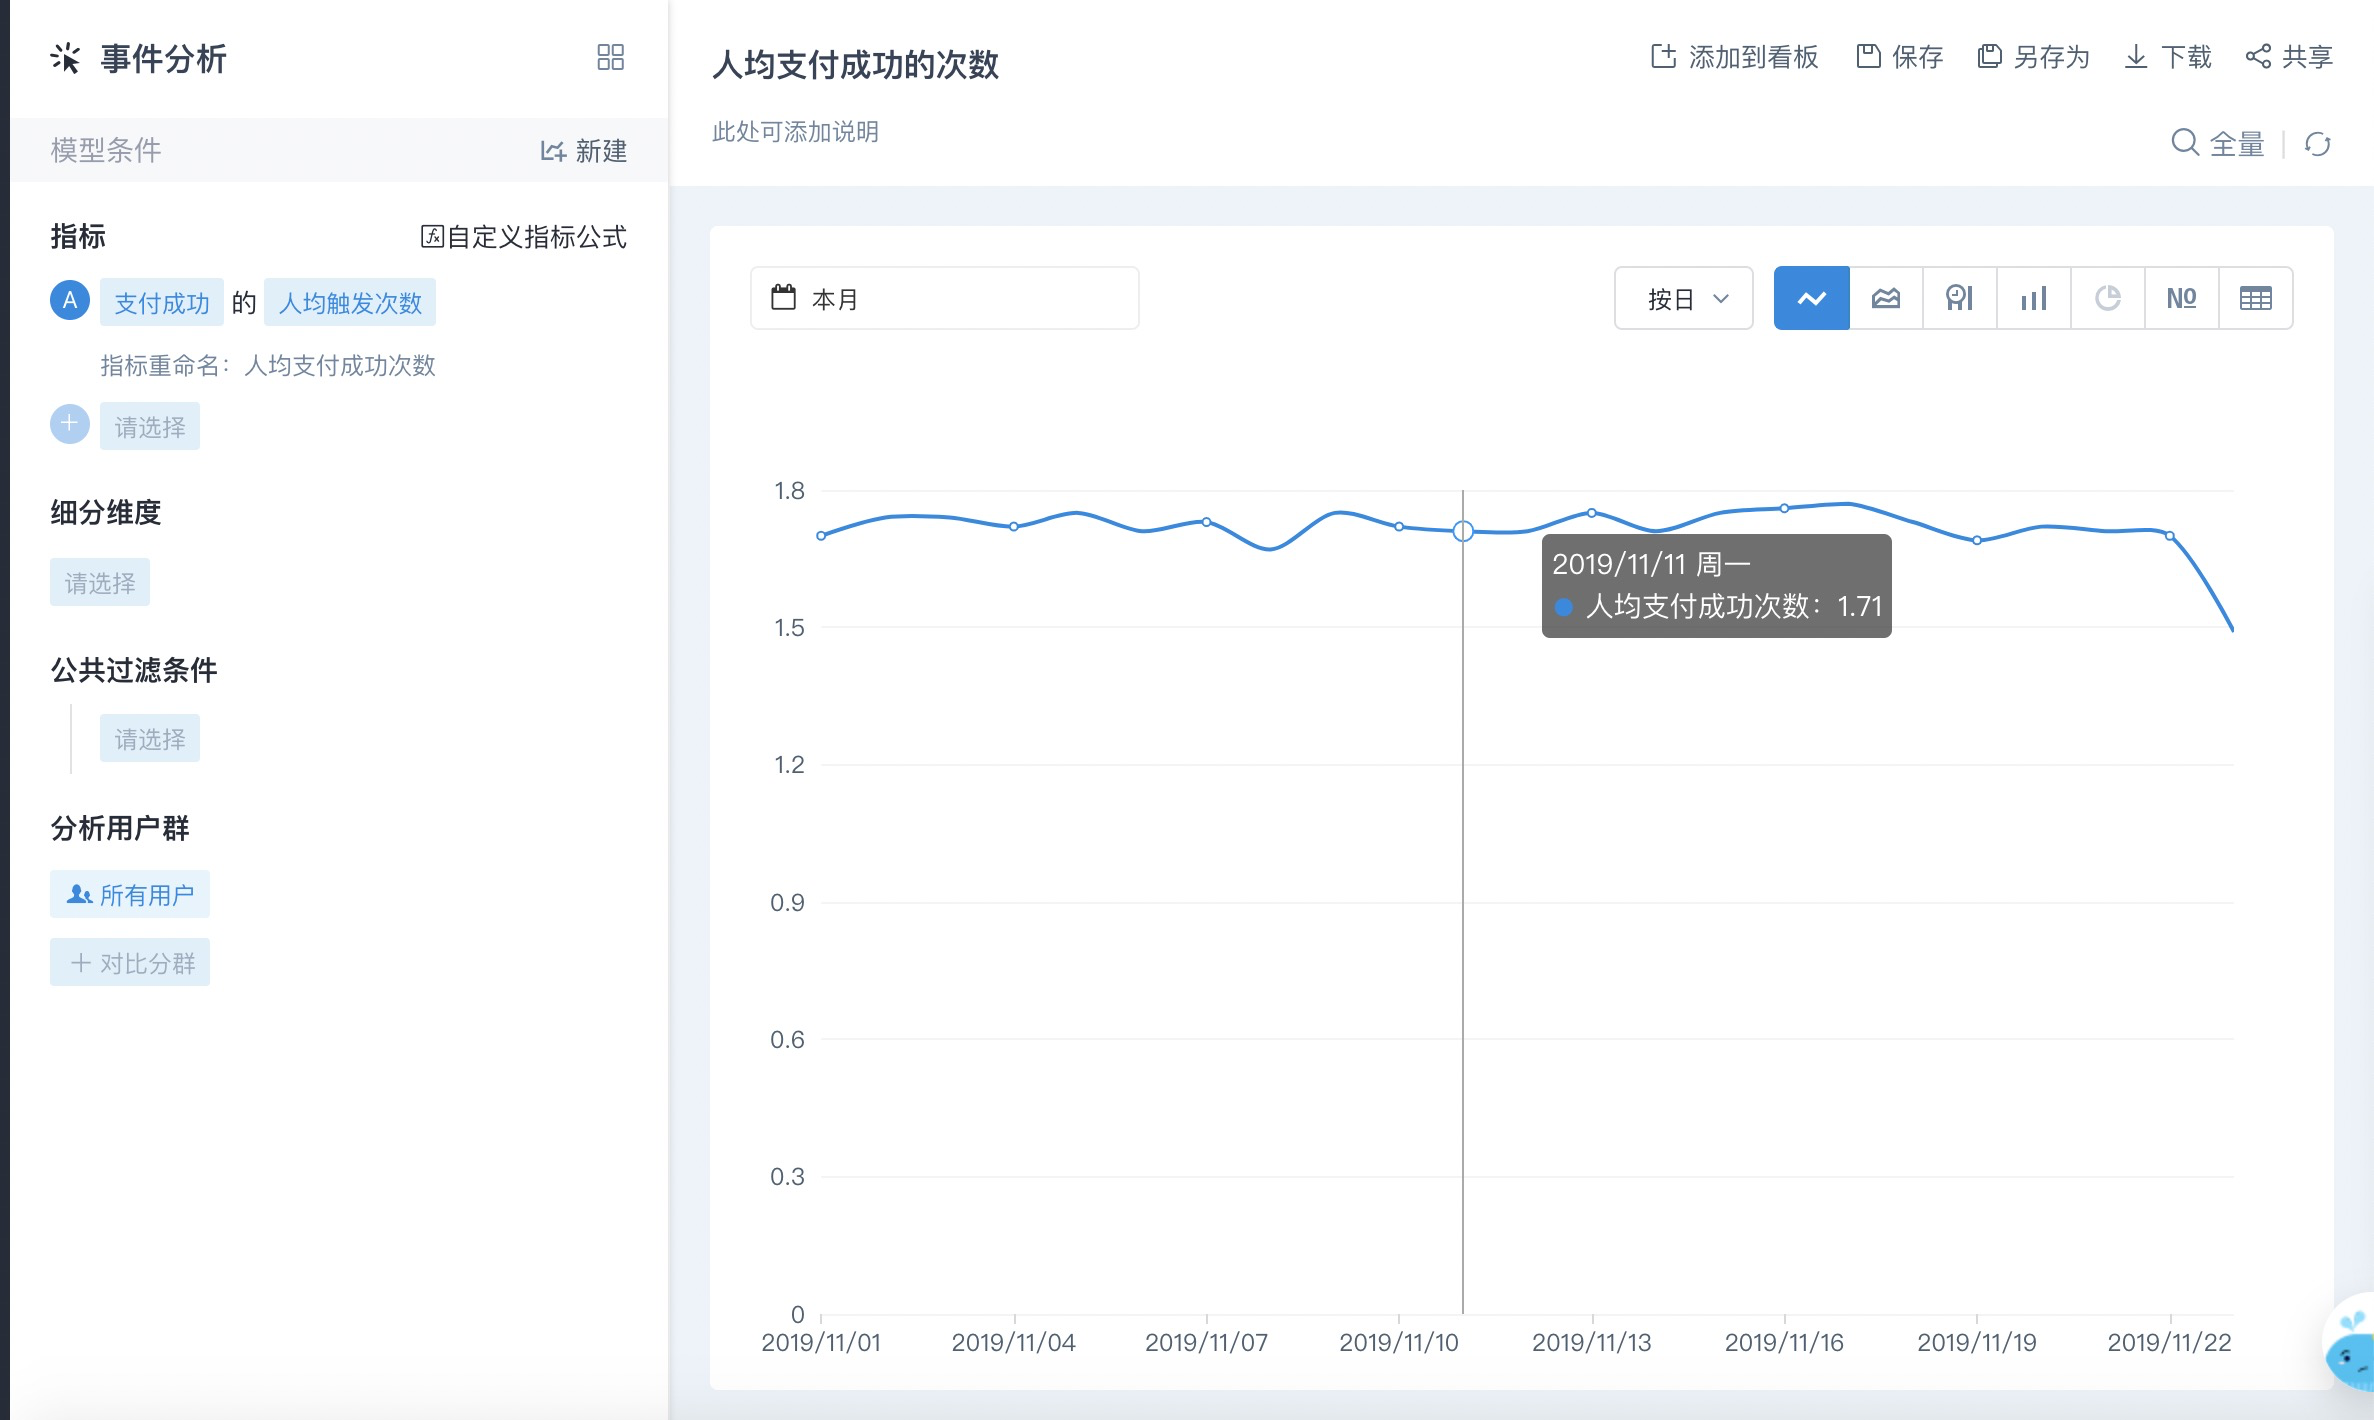 事件分析
模型条件
新建
指标
自定义指标公式
A 支付成功 的 人均触发次数
指标重命名：人均支付成功次数
请选择
细分维度
请选择
公共过滤条件
请选择
分析用户群
所有用户
对比分群
人均支付成功的次数
添加到看板 保存 另存为 下载 共享
此处可添加说明
全量
本月
按日
№
1.8
1.5
1.2
0.9
0.6
0.3
0
2019/11/11 周一
人均支付成功次数：1.71
2019/11/01 2019/11/04 2019/11/07 2019/11/10 2019/11/13 2019/11/16 2019/11/19 2019/11/22